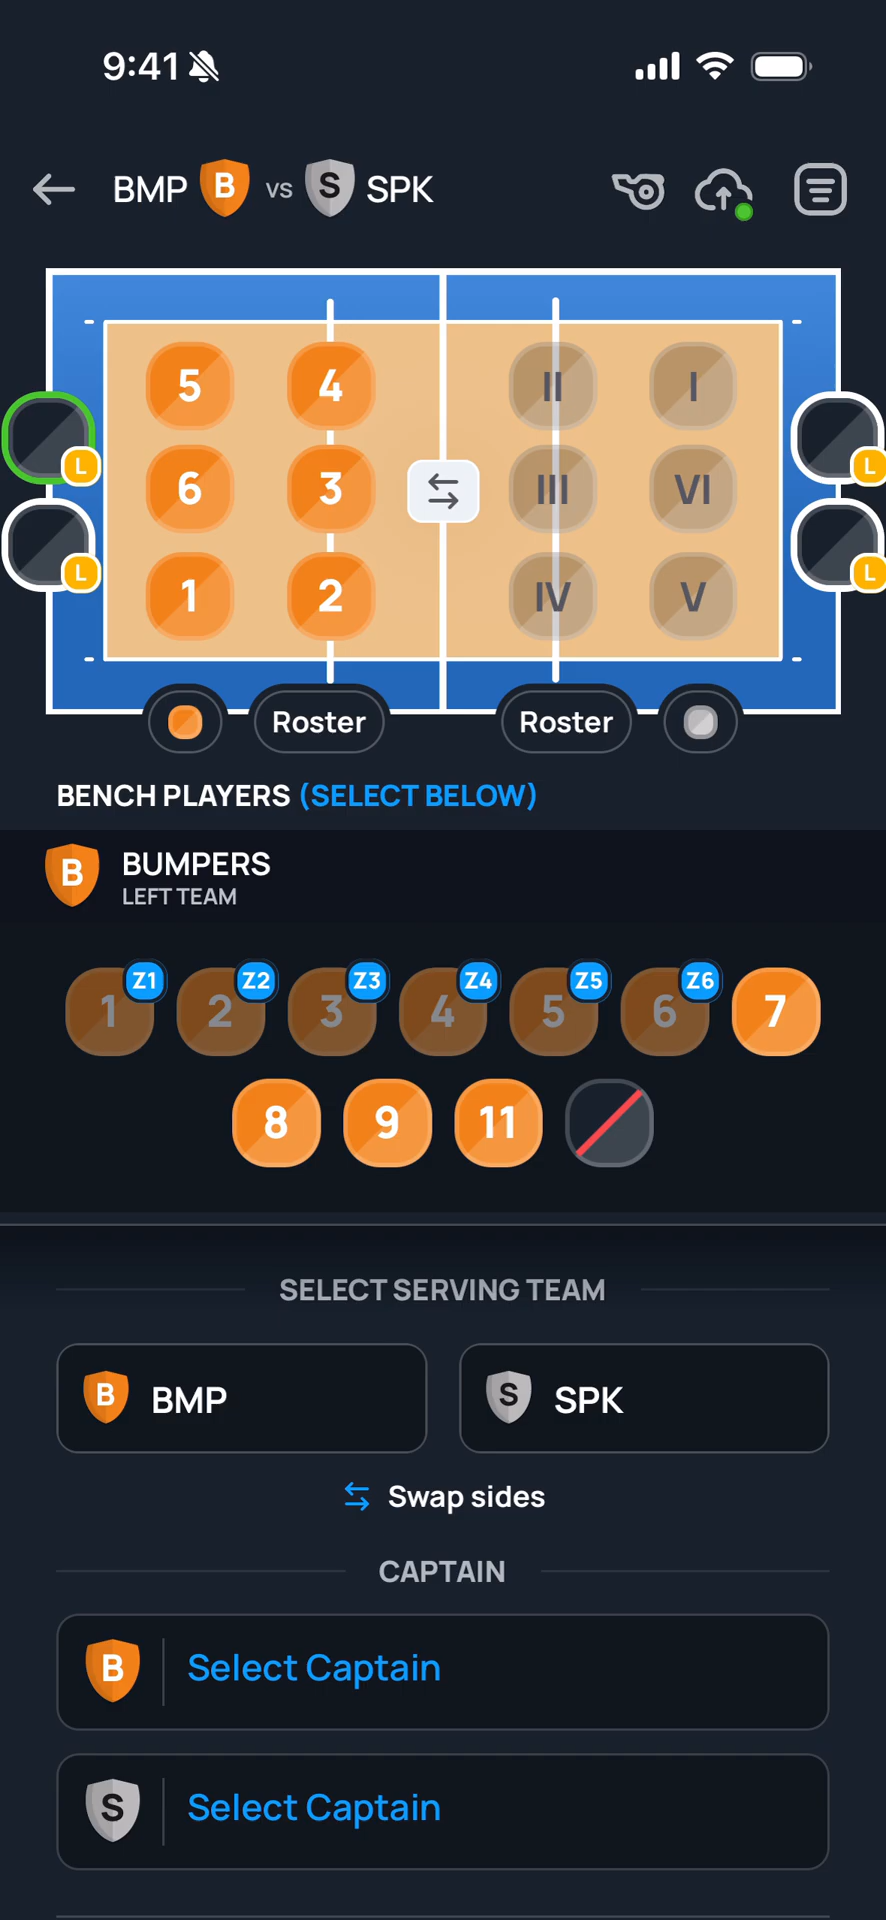 9:41
BMP B vs S SPK
5 4 II I
L L
6 3 III VI
L L
1 2 IV V
Roster Roster
BENCH PLAYERS (SELECT BELOW)
B BUMPERS
LEFT TEAM
Z1 Z2 Z3 Z4 Z5 Z6
1 2 3 4 5 6 7
8 9 11
SELECT SERVING TEAM
B BMP S SPK
Swap sides
CAPTAIN
B Select Captain
S Select Captain